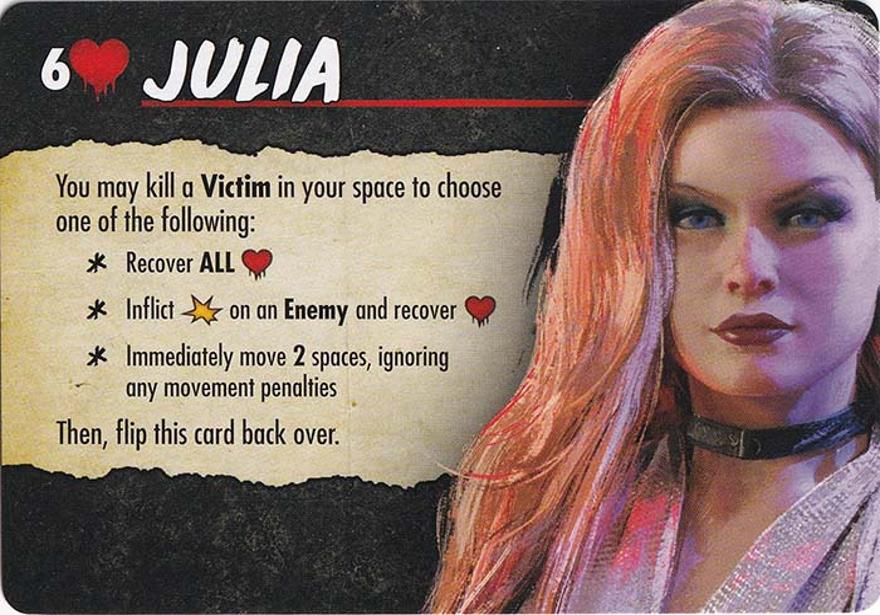 6 JULIA
You may kill a Victim in your space to choose
one of the following:
* Recover ALL
* Inflict on an Enemy and recover
* Immediately move 2 spaces, ignoring
any movement penalties
Then, flip this card back over.